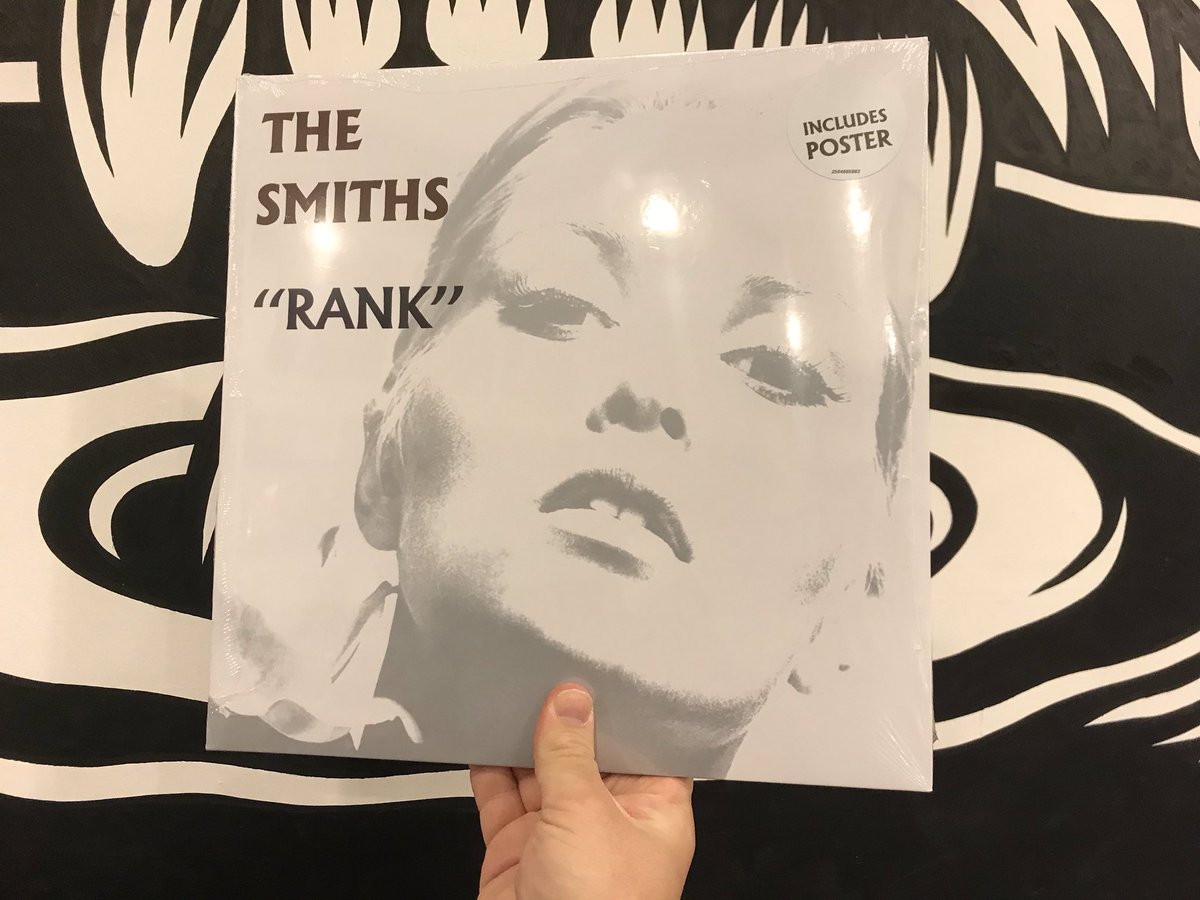 THE
SMITHS
“RANK”
INCLUDES
POSTER